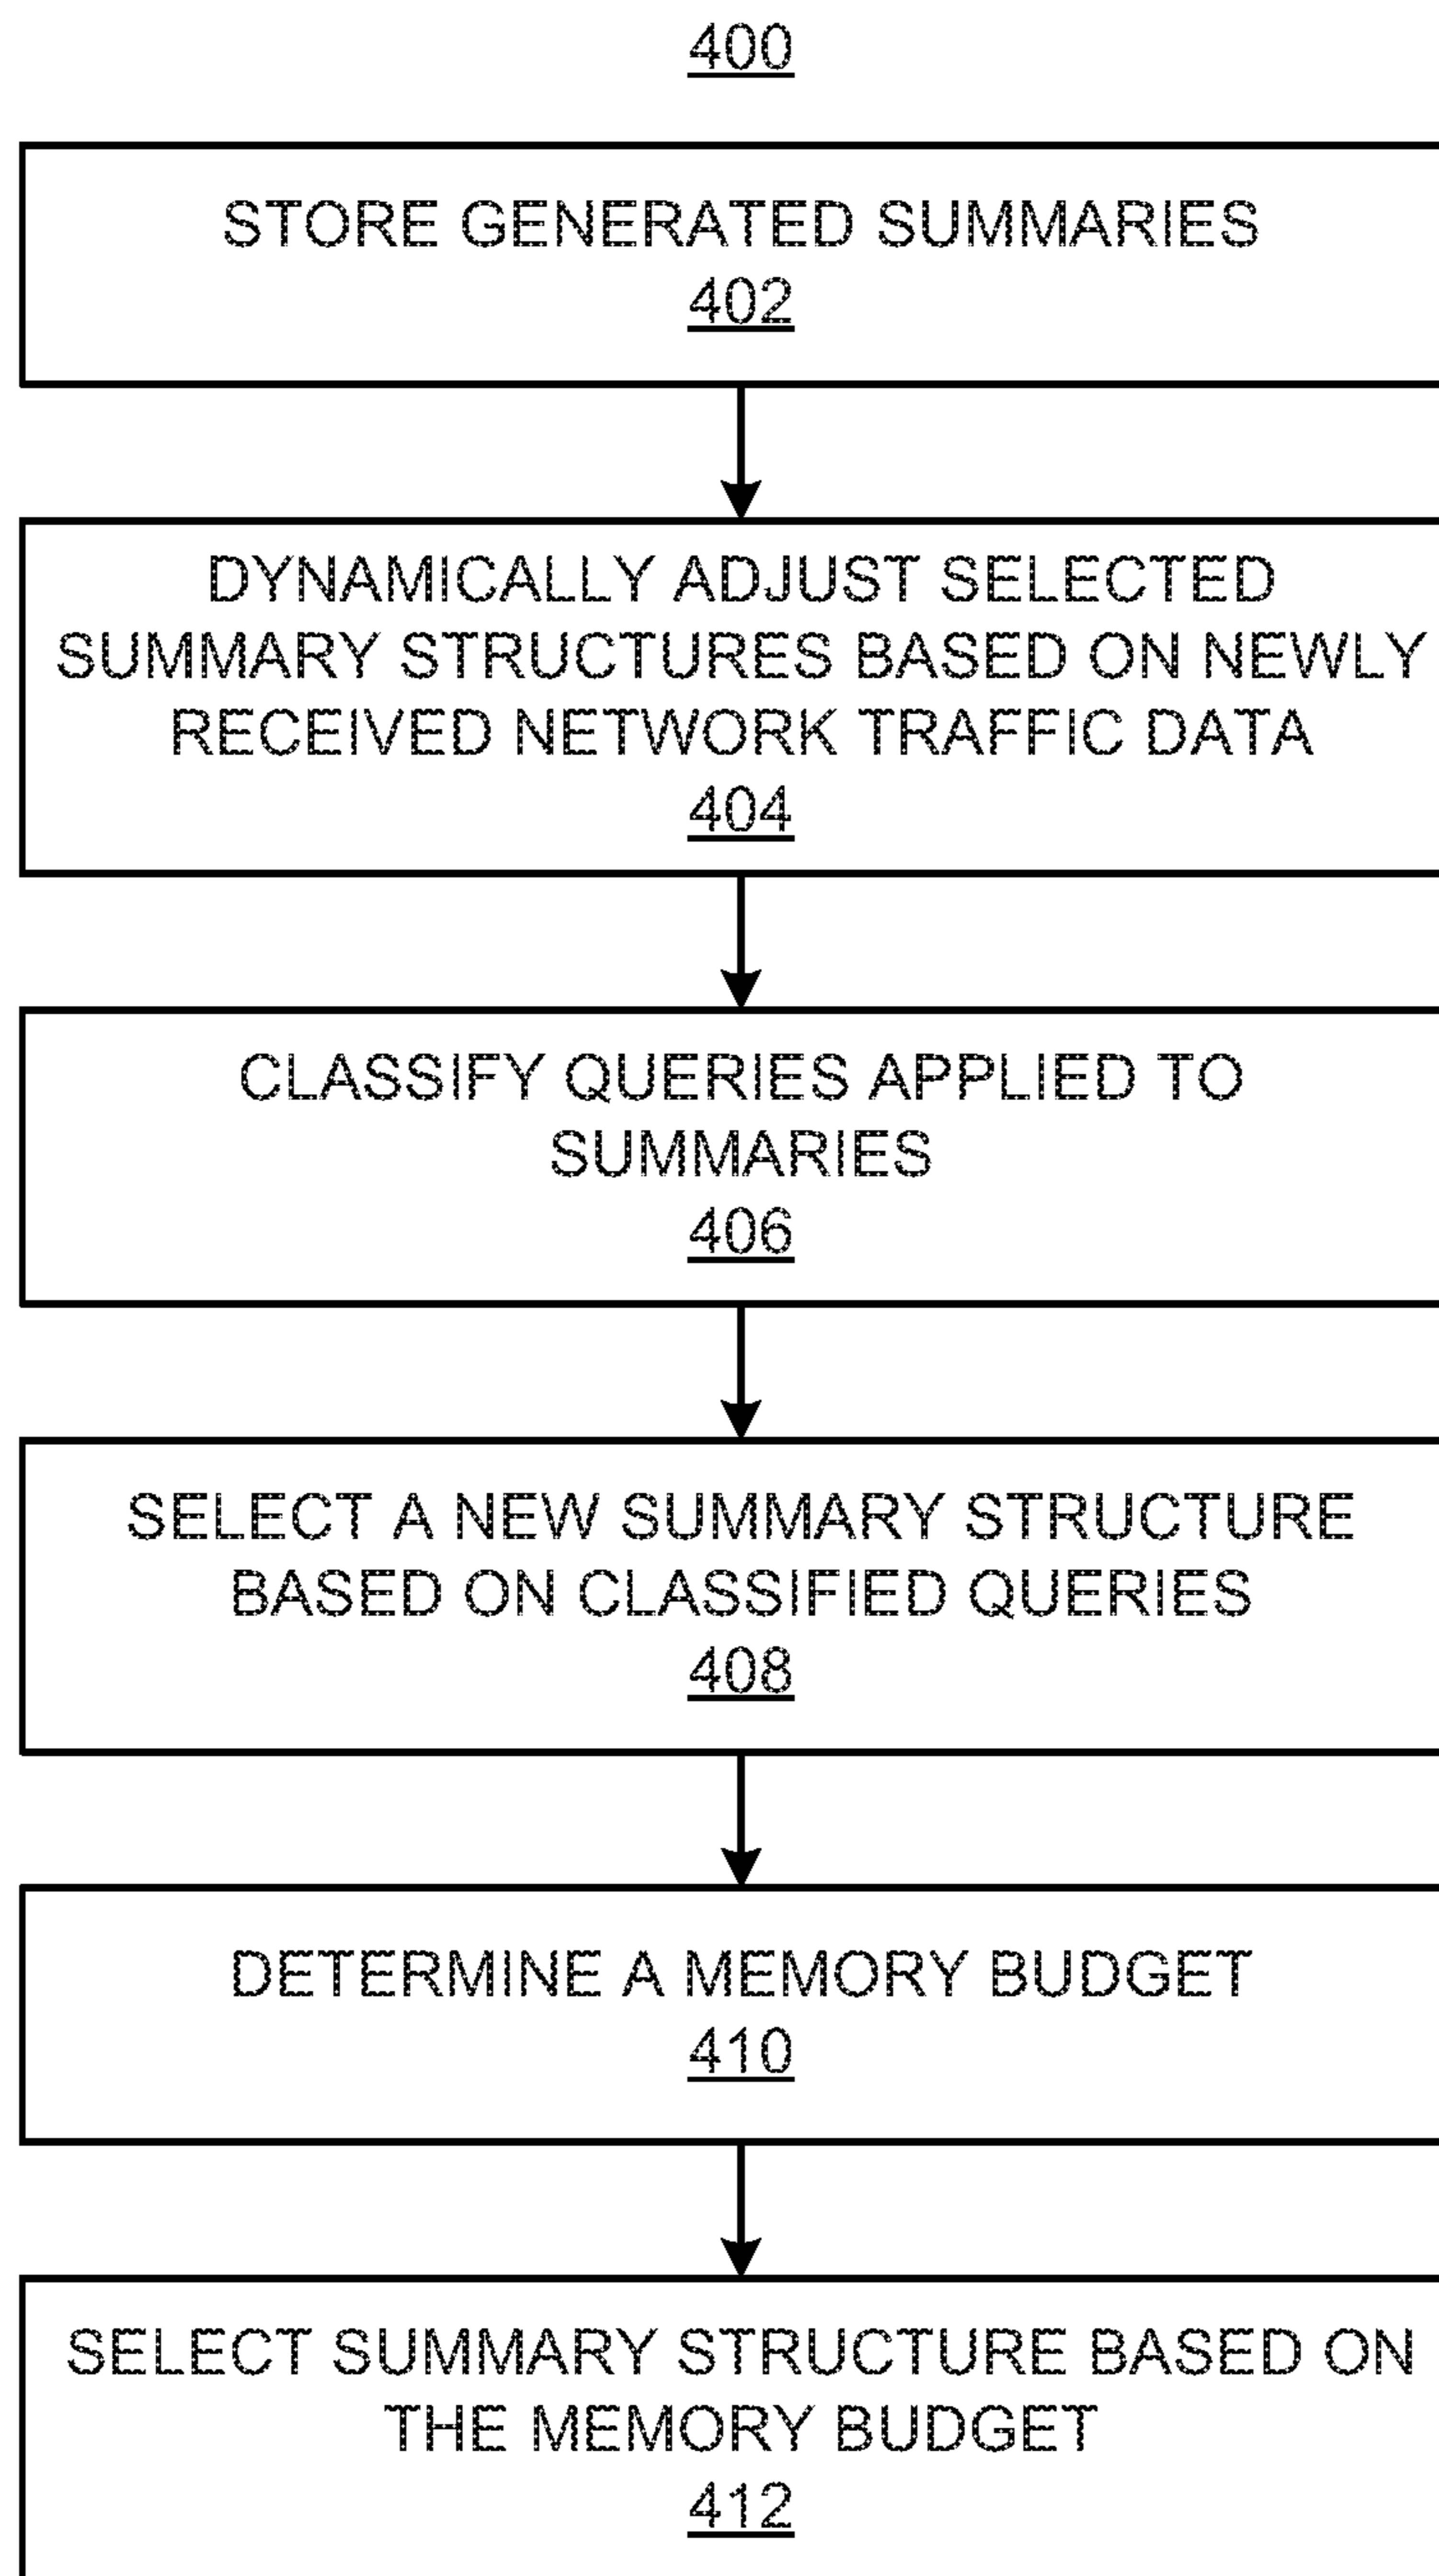 400
STORE GENERATED SUMMARIES
402
DYNAMICALLY ADJUST SELECTED
SUMMARY STRUCTURES BASED ON NEWLY
RECEIVED NETWORK TRAFFIC DATA
404
CLASSIFY QUERIES APPLIED TO
SUMMARIES
406
SELECT A NEW SUMMARY STRUCTURE
BASED ON CLASSIFIED QUERIES
408
DETERMINE A MEMORY BUDGET
410
SELECT SUMMARY STRUCTURE BASED ON
THE MEMORY BUDGET
412